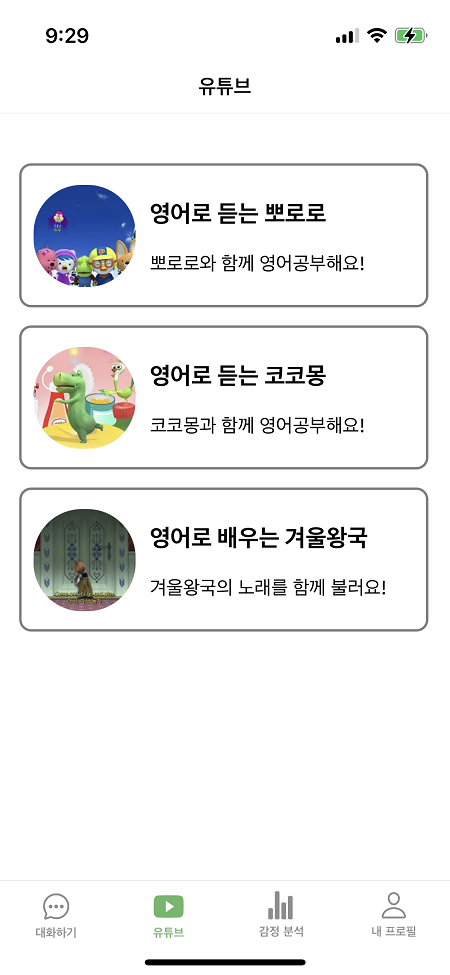 9:29
유튜브
영어로 듣는 뽀로로
뽀로로와 함께 영어공부해요!
영어로 듣는 코코몽
코코몽과 함께 영어공부해요!
영어로 배우는 겨울왕국
겨울왕국의 노래를 함께 불러요!
대화하기
유튜브
감정 분석
내 프로필